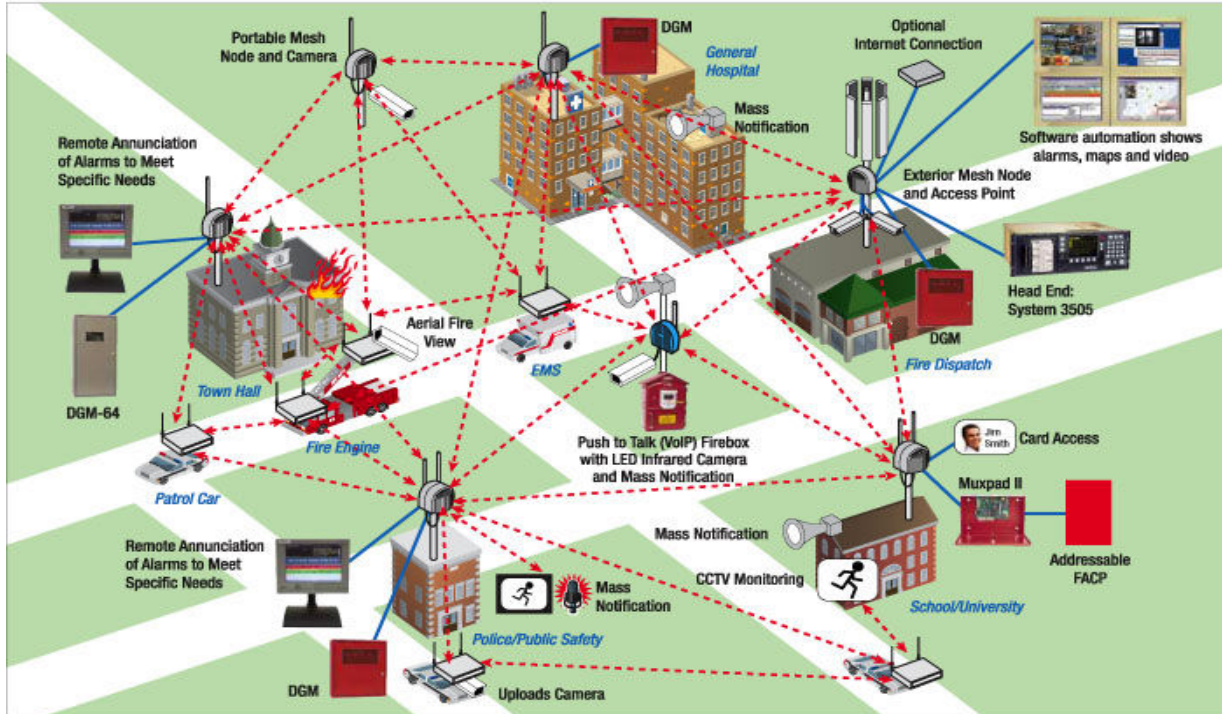 Portable Mesh
Node and Camera
DGM
General
Hospital
Optional
Internet Connection
Mass
Notification
Software automation shows
alarms, maps and video
Remote Annunciation
of Alarms to Meet
Specific Needs
Exterior Mesh Node
and Access Point
Head End:
System 3505
DGM
Fire Dispatch
Aerial Fire
View
EMS
Town Hall
DGM-64
Fire Engine
Patrol Car
Push to Talk (VoIP) Firebox
with LED Infrared Camera
and Mass Notification
Jim
Smith
Card Access
Muxpad II
Addressable
FACP
Mass Notification
CCTV Monitoring
School/University
Remote Annunciation
of Alarms to Meet
Specific Needs
Mass
Notification
Police/Public Safety
DGM
Uploads Camera